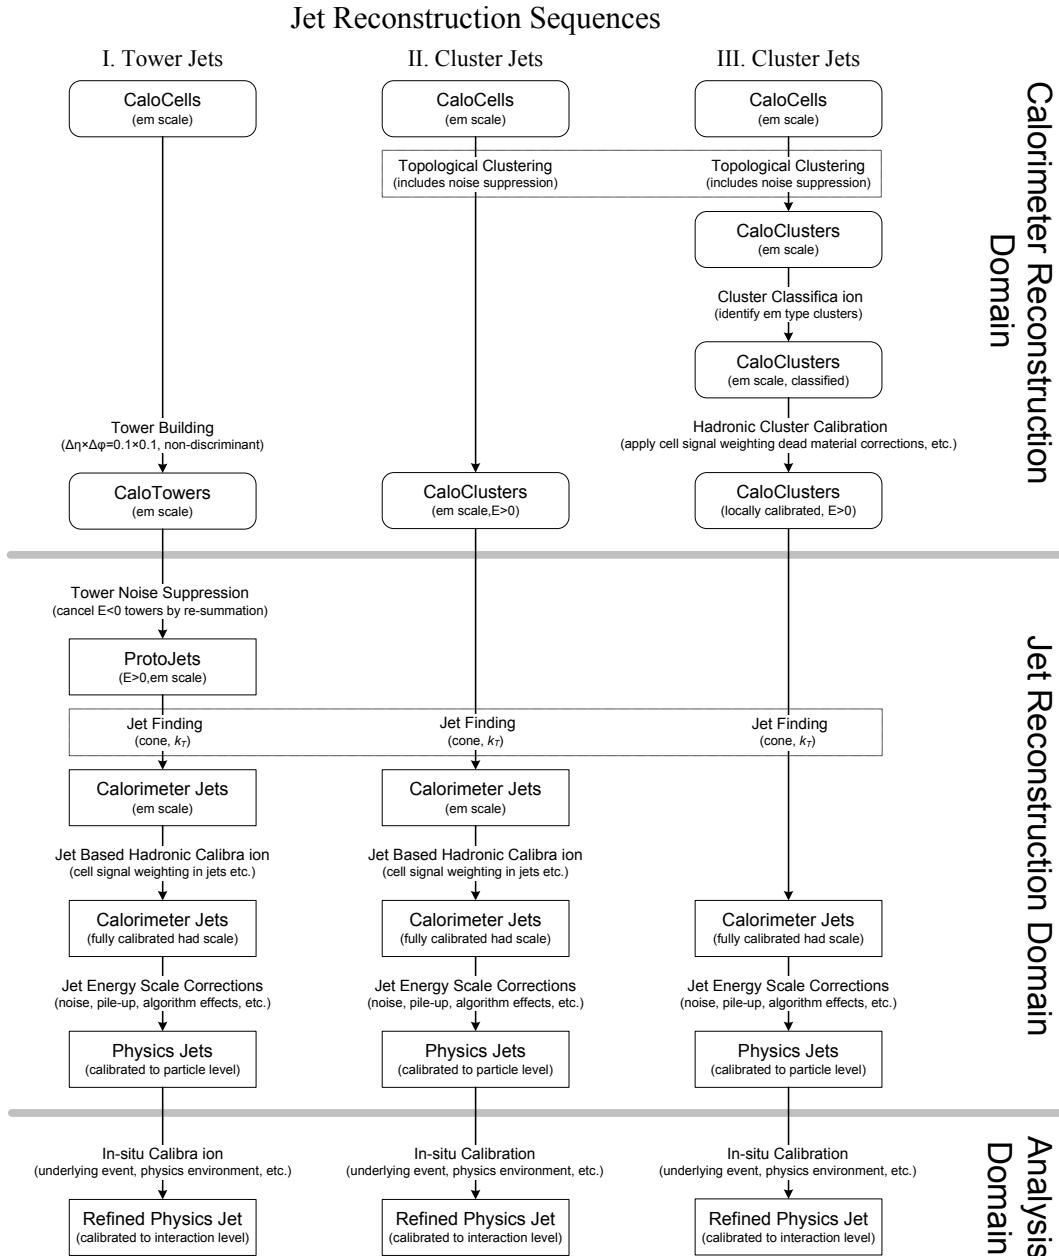 Jet Reconstruction Sequences
I. Tower Jets
II. Cluster Jets
III. Cluster Jets
CaloCells
(em scale)
CaloCells
(em scale)
CaloCells
(em scale)
Topological Clustering
(includes noise suppression)
Topological Clustering
(includes noise suppression)
CaloClusters
(em scale)
Cluster Classifica ion
(identify em type clusters)
CaloClusters
(em scale, classified)
Tower Building
(Δη×Δφ=0.1×0.1, non-discriminant)
Hadronic Cluster Calibration
(apply cell signal weighting dead material corrections, etc.)
CaloTowers
(em scale)
CaloClusters
(em scale,E>0)
CaloClusters
(locally calibrated, E>0)
Calorimeter Reconstruction
Domain
Tower Noise Suppression
(cancel E<0 towers by re-summation)
ProtoJets
(E>0,em scale)
Jet Finding
(cone, kT)
Jet Finding
(cone, kT)
Jet Finding
(cone, kT)
Calorimeter Jets
(em scale)
Calorimeter Jets
(em scale)
Jet Based Hadronic Calibra ion
(cell signal weighting in jets etc.)
Jet Based Hadronic Calibra ion
(cell signal weighting in jets etc.)
Calorimeter Jets
(fully calibrated had scale)
Calorimeter Jets
(fully calibrated had scale)
Calorimeter Jets
(fully calibrated had scale)
Jet Energy Scale Corrections
(noise, pile-up, algorithm effects, etc.)
Jet Energy Scale Corrections
(noise, pile-up, algorithm effects, etc.)
Jet Energy Scale Corrections
(noise, pile-up, algorithm effects, etc.)
Physics Jets
(calibrated to particle level)
Physics Jets
(calibrated to particle level)
Physics Jets
(calibrated to particle level)
Jet Reconstruction Domain
In-situ Calibra ion
(underlying event, physics environment, etc.)
In-situ Calibration
(underlying event, physics environment, etc.)
In-situ Calibration
(underlying event, physics environment, etc.)
Refined Physics Jet
(calibrated to interaction level)
Refined Physics Jet
(calibrated to interaction level)
Refined Physics Jet
(calibrated to interaction level)
Analysis
Domain